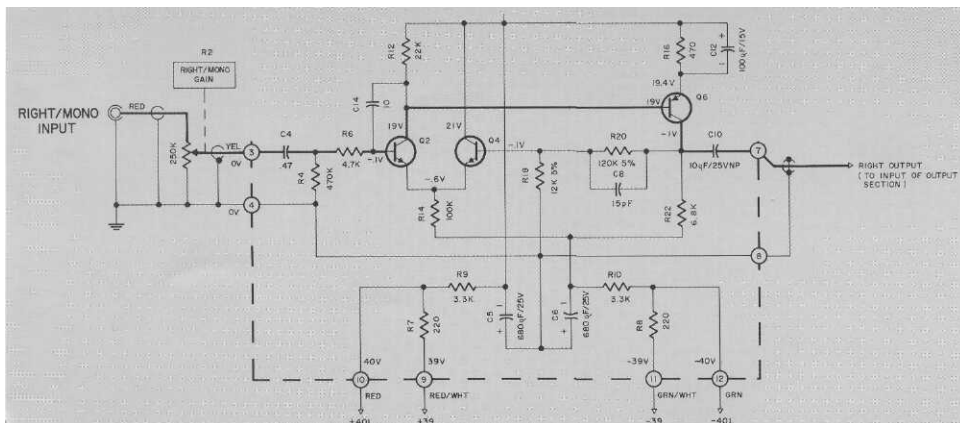 R2
RIGHT/MONO
GAIN
RIGHT/MONO
INPUT
RED
250K
YEL
0V
3
0V
4
C4
.47
R4
470K
R6
4.7K
-.1V
C14
10
R12
22K
19V
Q2
21V
Q4
-.1V
-.6V
R14
100K
R18
12K 5%
R20
120K 5%
C8
15pF
R16
470
C12
100µF/15V
+
-
19.4V
19V
Q6
-.1V
C10
10µF/25VNP
7
RIGHT OUTPUT
(TO INPUT OF OUTPUT
SECTION)
R22
6.8K
8
R9
3.3K
R7
220
C5
680µF/25V
-
+
C6
680µF/25V
-
+
R10
3.3K
R8
220
40V
39V
-39V
-40V
10
9
11
12
RED
RED/WHT
GRN/WHT
GRN
+401
+39
-39
-401